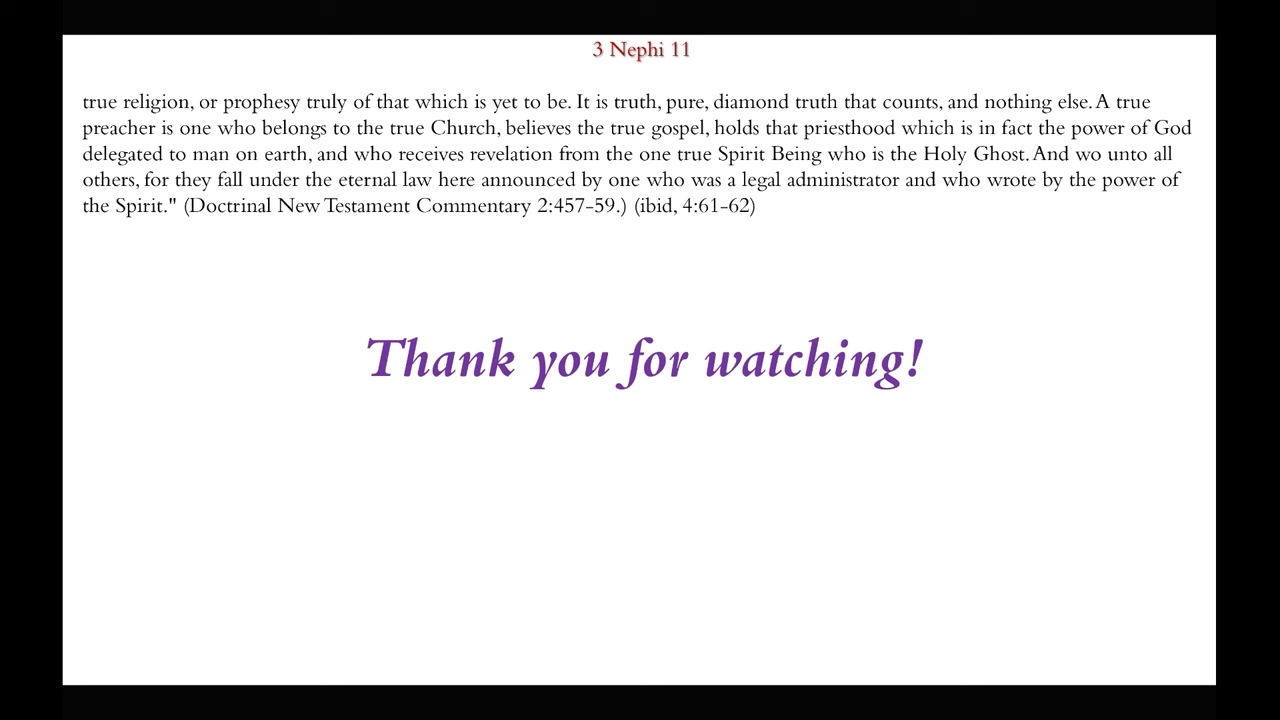 3 Nephi 11
true religion, or prophesy truly of that which is yet to be. It is truth, pure, diamond truth that counts, and nothing else. A true
preacher is one who belongs to the true Church, believes the true gospel, holds that priesthood which is in fact the power of God
delegated to man on earth, and who receives revelation from the one true Spirit Being who is the Holy Ghost. And wo unto all
others, for they fall under the eternal law here announced by one who was a legal administrator and who wrote by the power of
the Spirit." (Doctrinal New Testament Commentary 2:457-59.) (ibid, 4:61-62)
Thank you for watching!